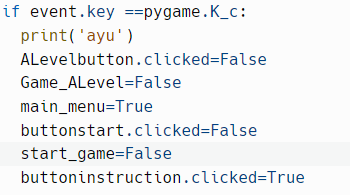 if event.key ==pygame.K_c:
  print('ayu')
  ALevelbutton.clicked=False
  Game_ALevel=False
  main_menu=True
  buttonstart.clicked=False
  start_game=False
  buttoninstruction.clicked=True